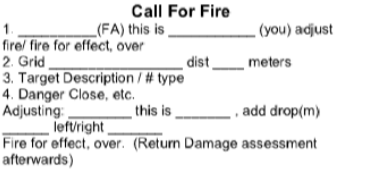 Call For Fire
1. __________(FA) this is ___________ (you) adjust
fire/ fire for effect, over
2. Grid _________________ dist ____ meters
3. Target Description / # type
4. Danger Close, etc.
Adjusting: ________ this is _______ , add drop(m)
______ left/right _______
Fire for effect, over. (Return Damage assessment
afterwards)